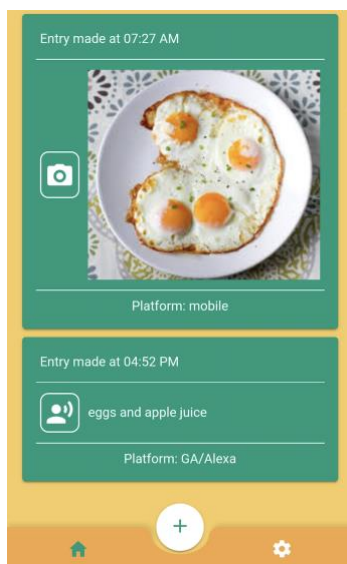 Entry made at 07:27 AM
Platform: mobile
Entry made at 04:52 PM
eggs and apple juice
Platform: GA/Alexa
+